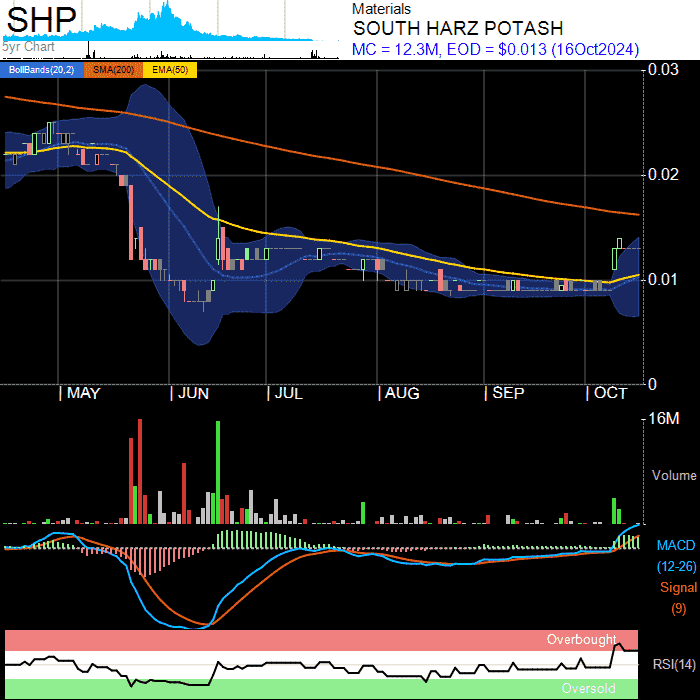 SHP
5yr Chart
Materials
SOUTH HARZ POTASH
MC = 12.3M, EOD = $0.013 (16Oct2024)
BollBands(20,2) SMA(200) EMA(50)
0.03
0.02
0.01
0
MAY JUN JUL AUG SEP OCT
16M
Volume
MACD
(12-26)
Signal
(9)
Overbought
RSI(14)
Oversold